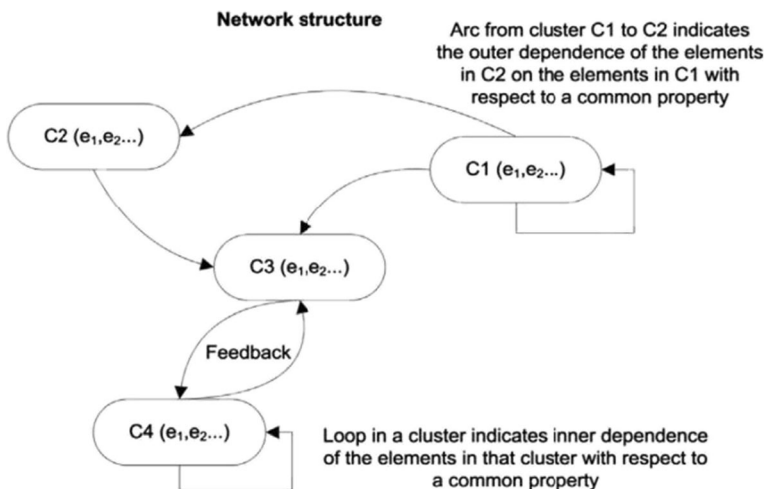 Network structure
Arc from cluster C1 to C2 indicates
the outer dependence of the elements
in C2 on the elements in C1 with
respect to a common property
C2 (e₁,e₂...)
C1 (e₁,e₂...)
C3 (e₁,e₂...)
Feedback
C4 (e₁,e₂...)
Loop in a cluster indicates inner dependence
of the elements in that cluster with respect to
a common property